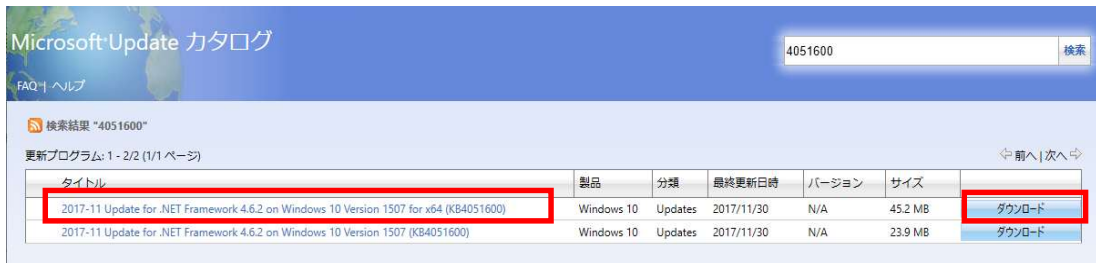 Microsoft Update カタログ
4051600 検索
FAQ | ヘルプ
検索結果 "4051600"
更新プログラム: 1 - 2/2 (1/1 ページ) 前へ | 次へ
タイトル 製品 分類 最終更新日時 バージョン サイズ
2017-11 Update for .NET Framework 4.6.2 on Windows 10 Version 1507 for x64 (KB4051600) Windows 10 Updates 2017/11/30 N/A 45.2 MB ダウンロード
2017-11 Update for .NET Framework 4.6.2 on Windows 10 Version 1507 (KB4051600) Windows 10 Updates 2017/11/30 N/A 23.9 MB ダウンロード